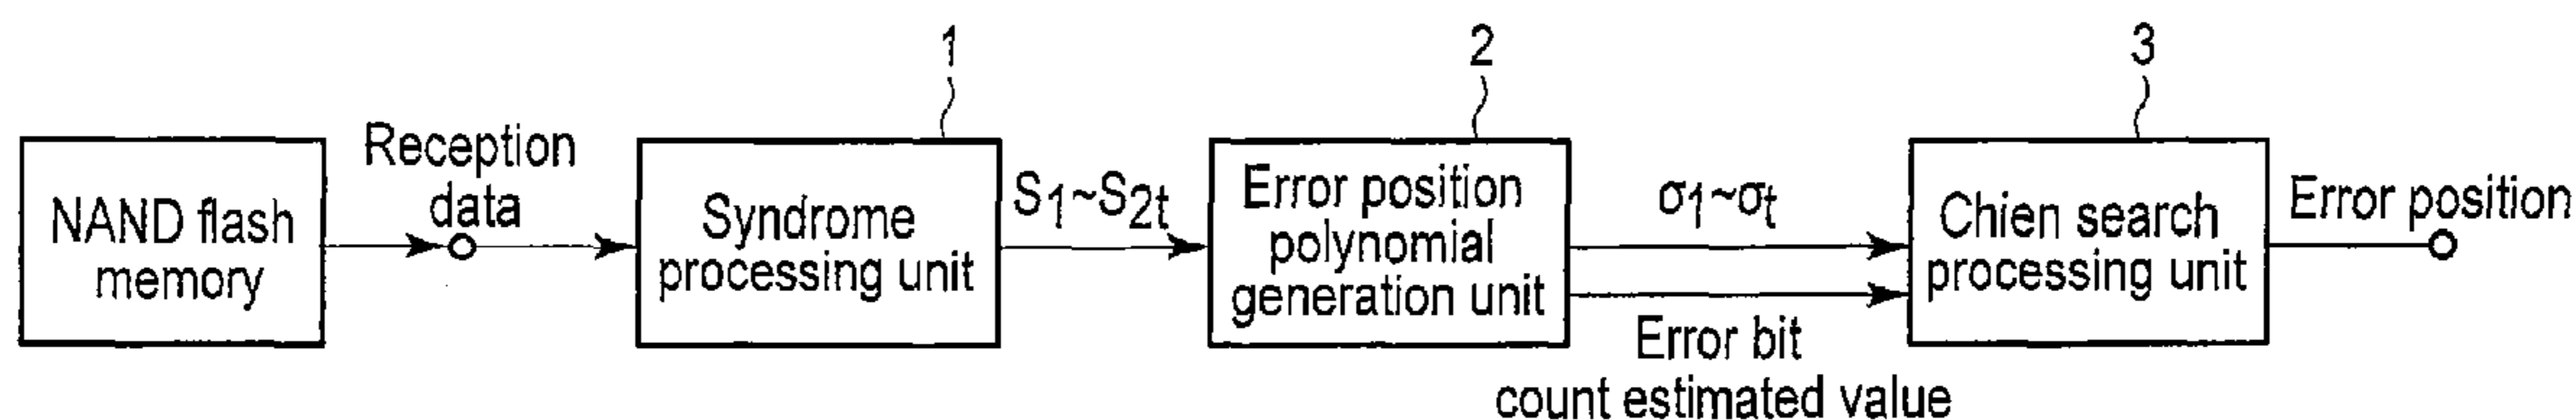 1
2
3
NAND flash
memory
Reception
data
Syndrome
processing unit
S1~S2t
Error position
polynomial
generation unit
σ1~σt
Error bit
count estimated value
Chien search
processing unit
Error position